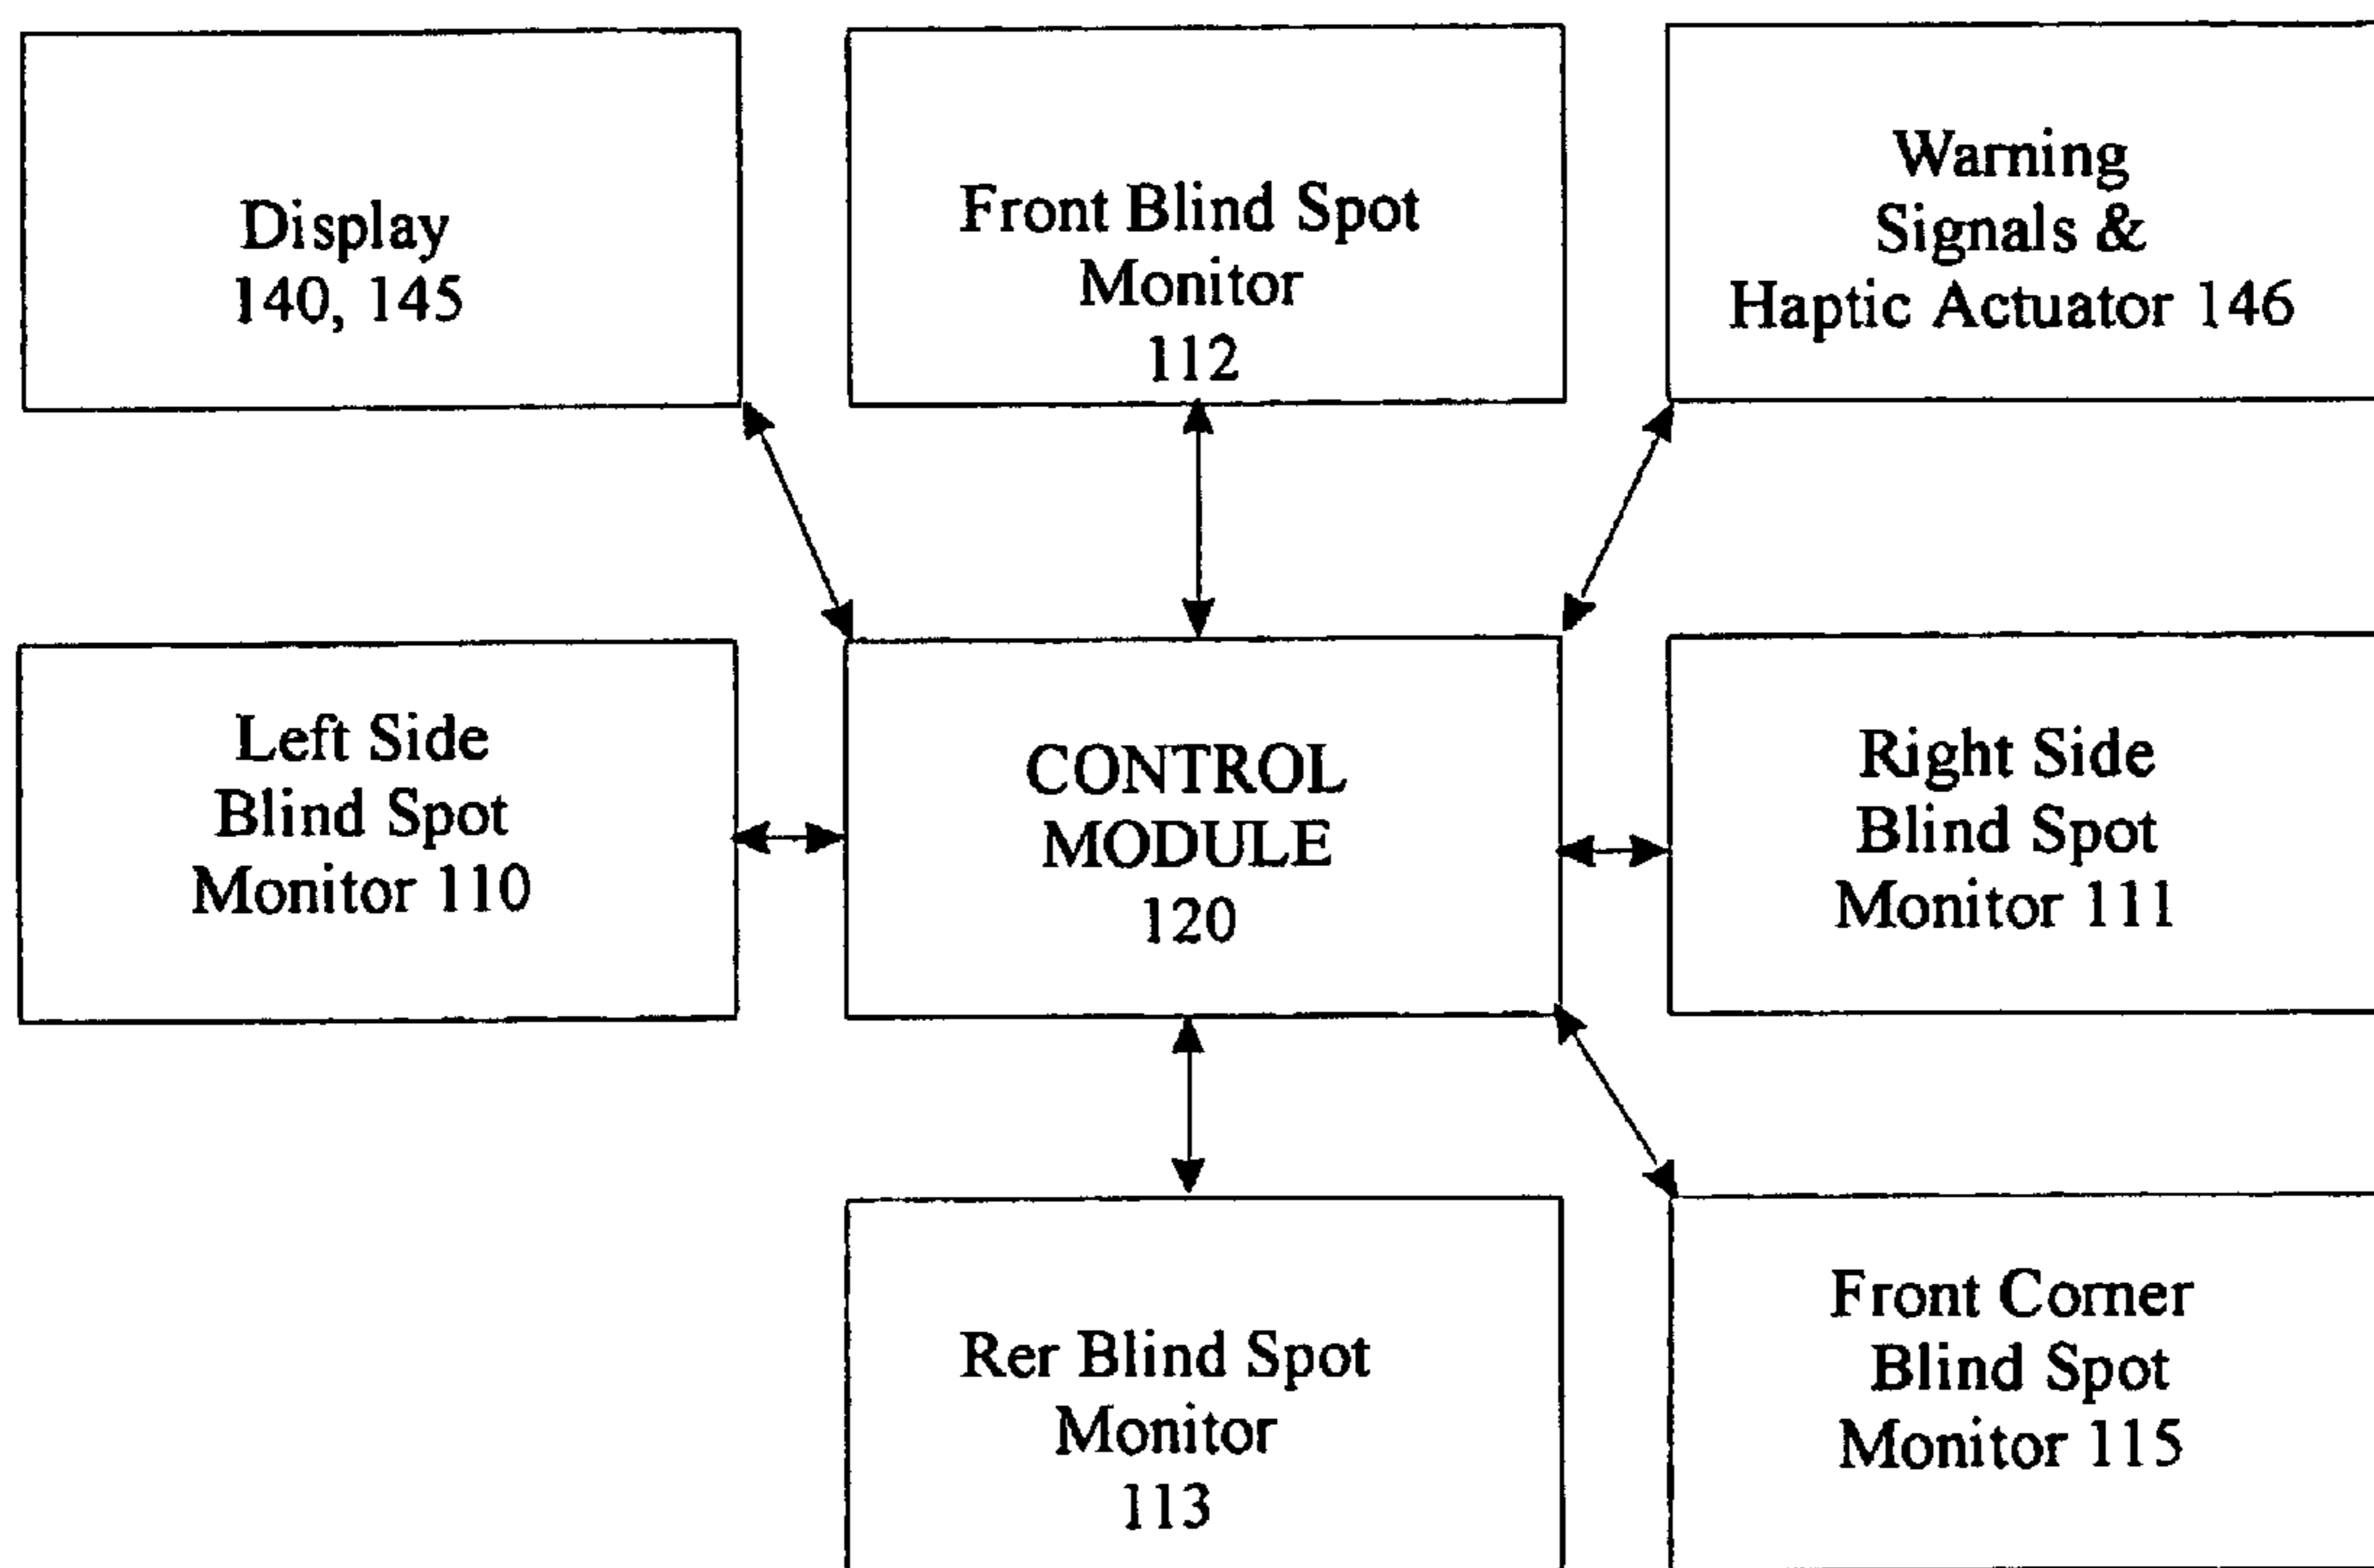 Display
140, 145
Front Blind Spot
Monitor
112
Warning
Signals &
Haptic Actuator 146
Left Side
Blind Spot
Monitor 110
CONTROL
MODULE
120
Right Side
Blind Spot
Monitor 111
Rer Blind Spot
Monitor
113
Front Corner
Blind Spot
Monitor 115